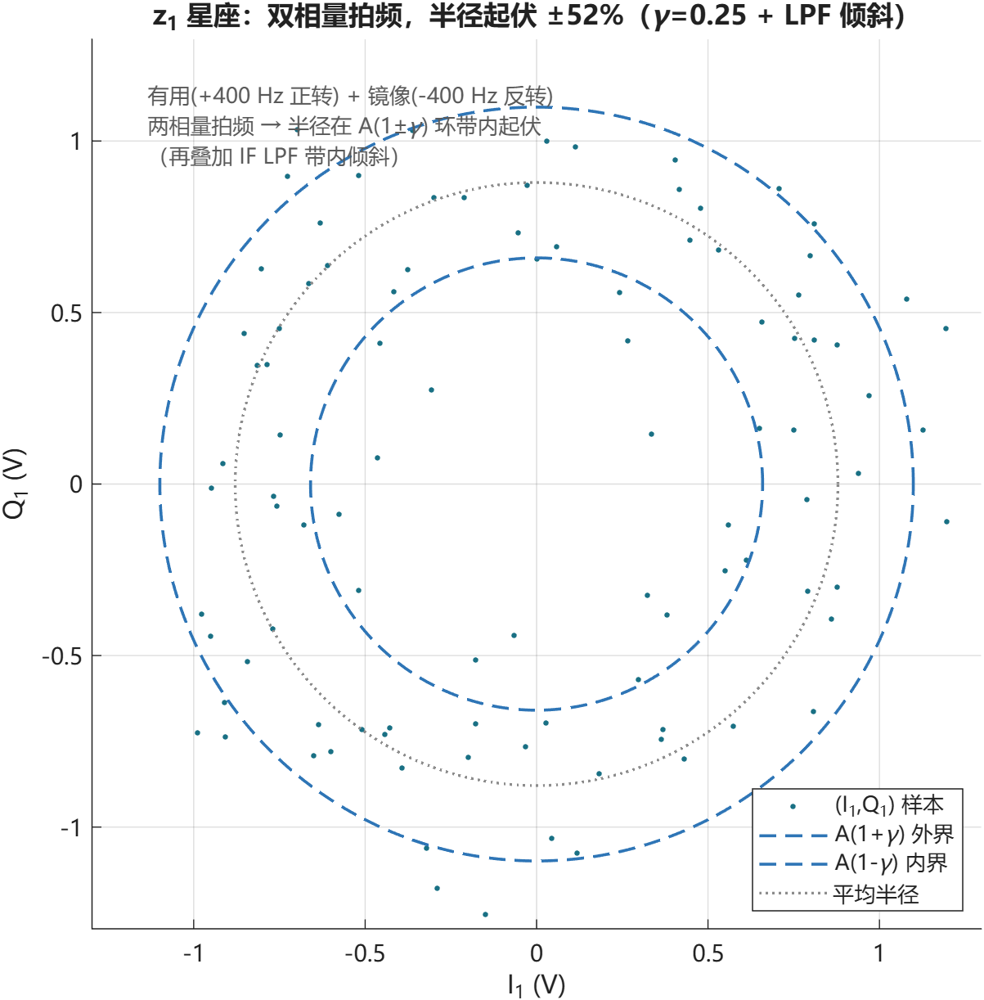 z₁ 星座：双相量拍频，半径起伏 ±52%（γ=0.25 + LPF 倾斜）
有用(+400 Hz 正转) + 镜像(-400 Hz 反转)
两相量拍频 → 半径在 A(1±γ) 环带内起伏
（再叠加 IF LPF 带内倾斜）
1
0.5
0
-0.5
-1
Q₁ (V)
(I₁,Q₁) 样本
A(1+γ) 外界
A(1-γ) 内界
平均半径
-1
-0.5
0
0.5
1
I₁ (V)